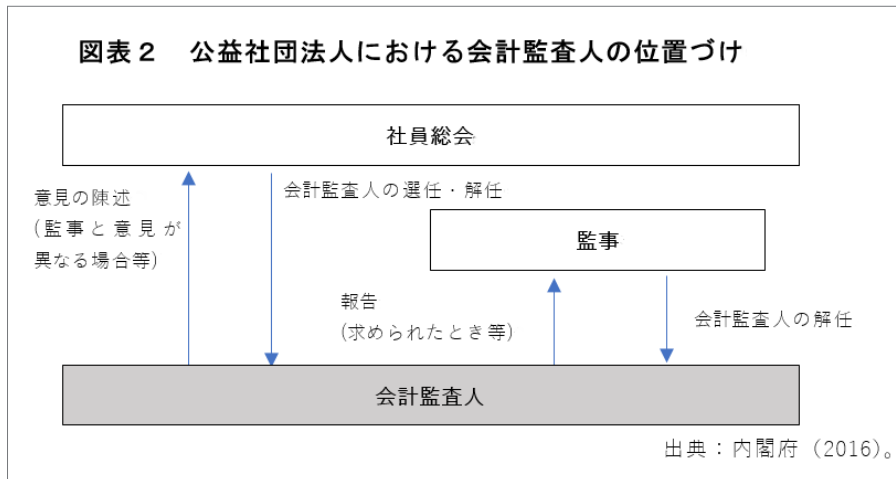 図表２　公益社団法人における会計監査人の位置づけ
社員総会
意見の陳述
(監事と意見が
異なる場合等)
会計監査人の選任・解任
監事
報告
(求められたとき等)
会計監査人の解任
会計監査人
出典：内閣府（2016）。